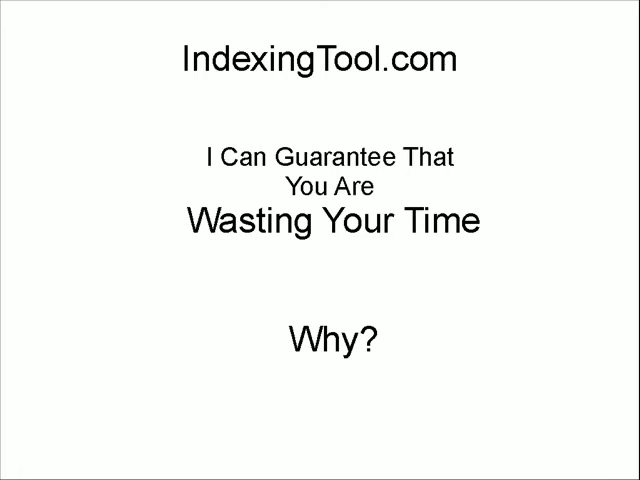 IndexingTool.com
I Can Guarantee That
You Are
Wasting Your Time
Why?